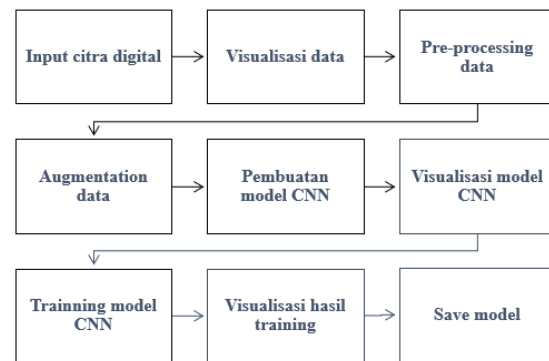 Input citra digital
Visualisasi data
Pre-processing
data
Augmentation
data
Pembuatan
model CNN
Visualisasi model
CNN
Trainning model
CNN
Visualisasi hasil
training
Save model